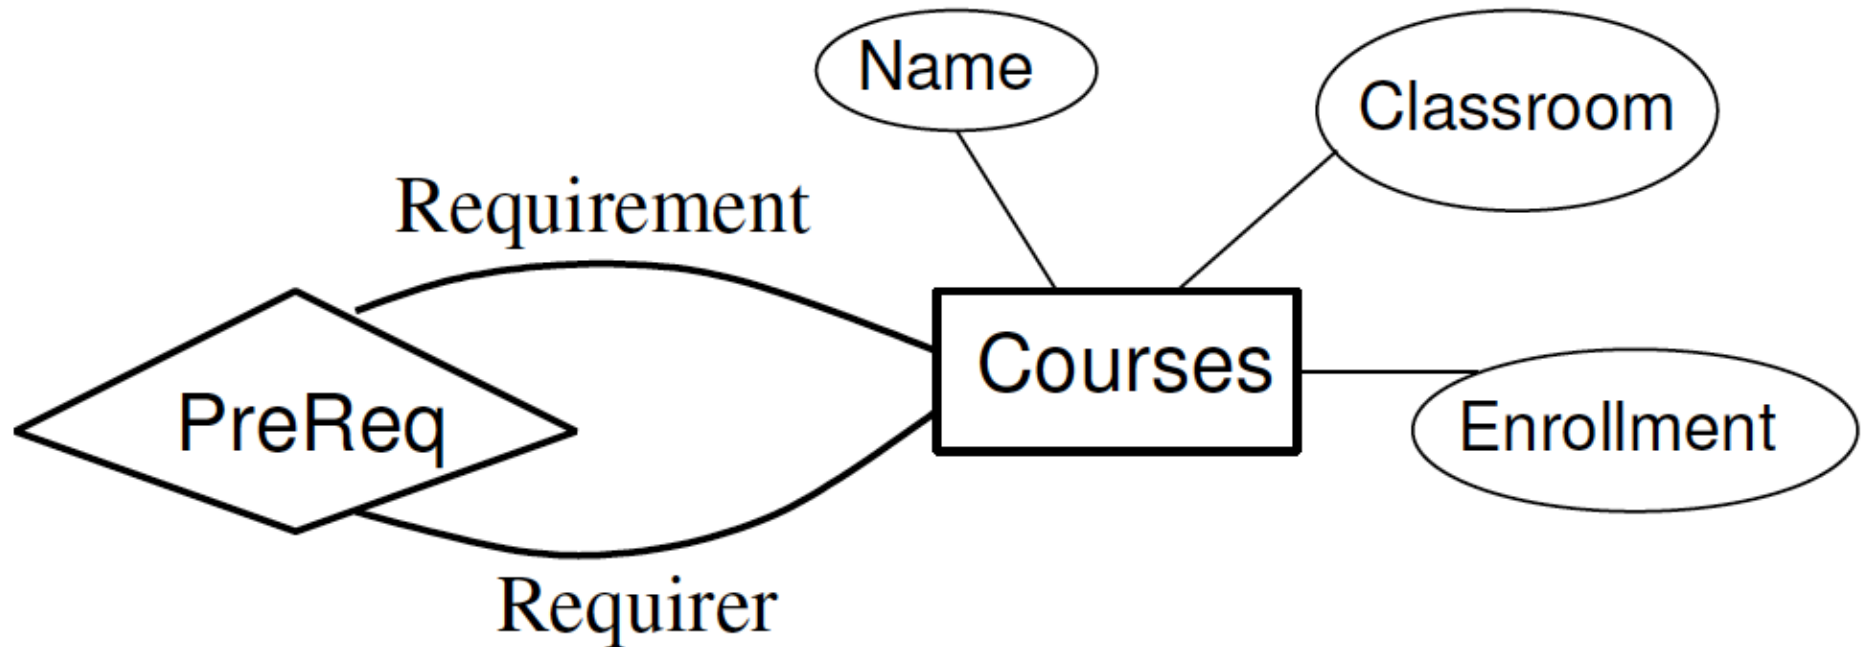 Name
Classroom
Requirement
Courses
PreReq
Enrollment
Requirer